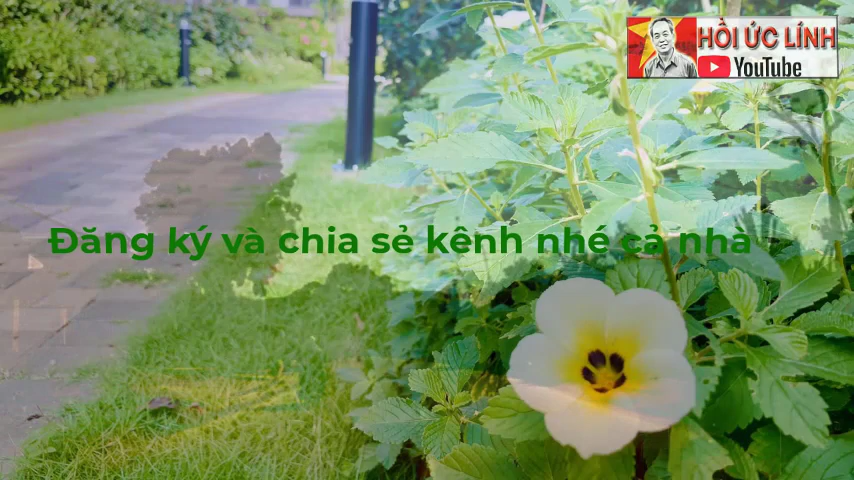 HỒI ỨC LÍNH
YouTube
Đăng ký và chia sẻ kênh nhé cả nhà